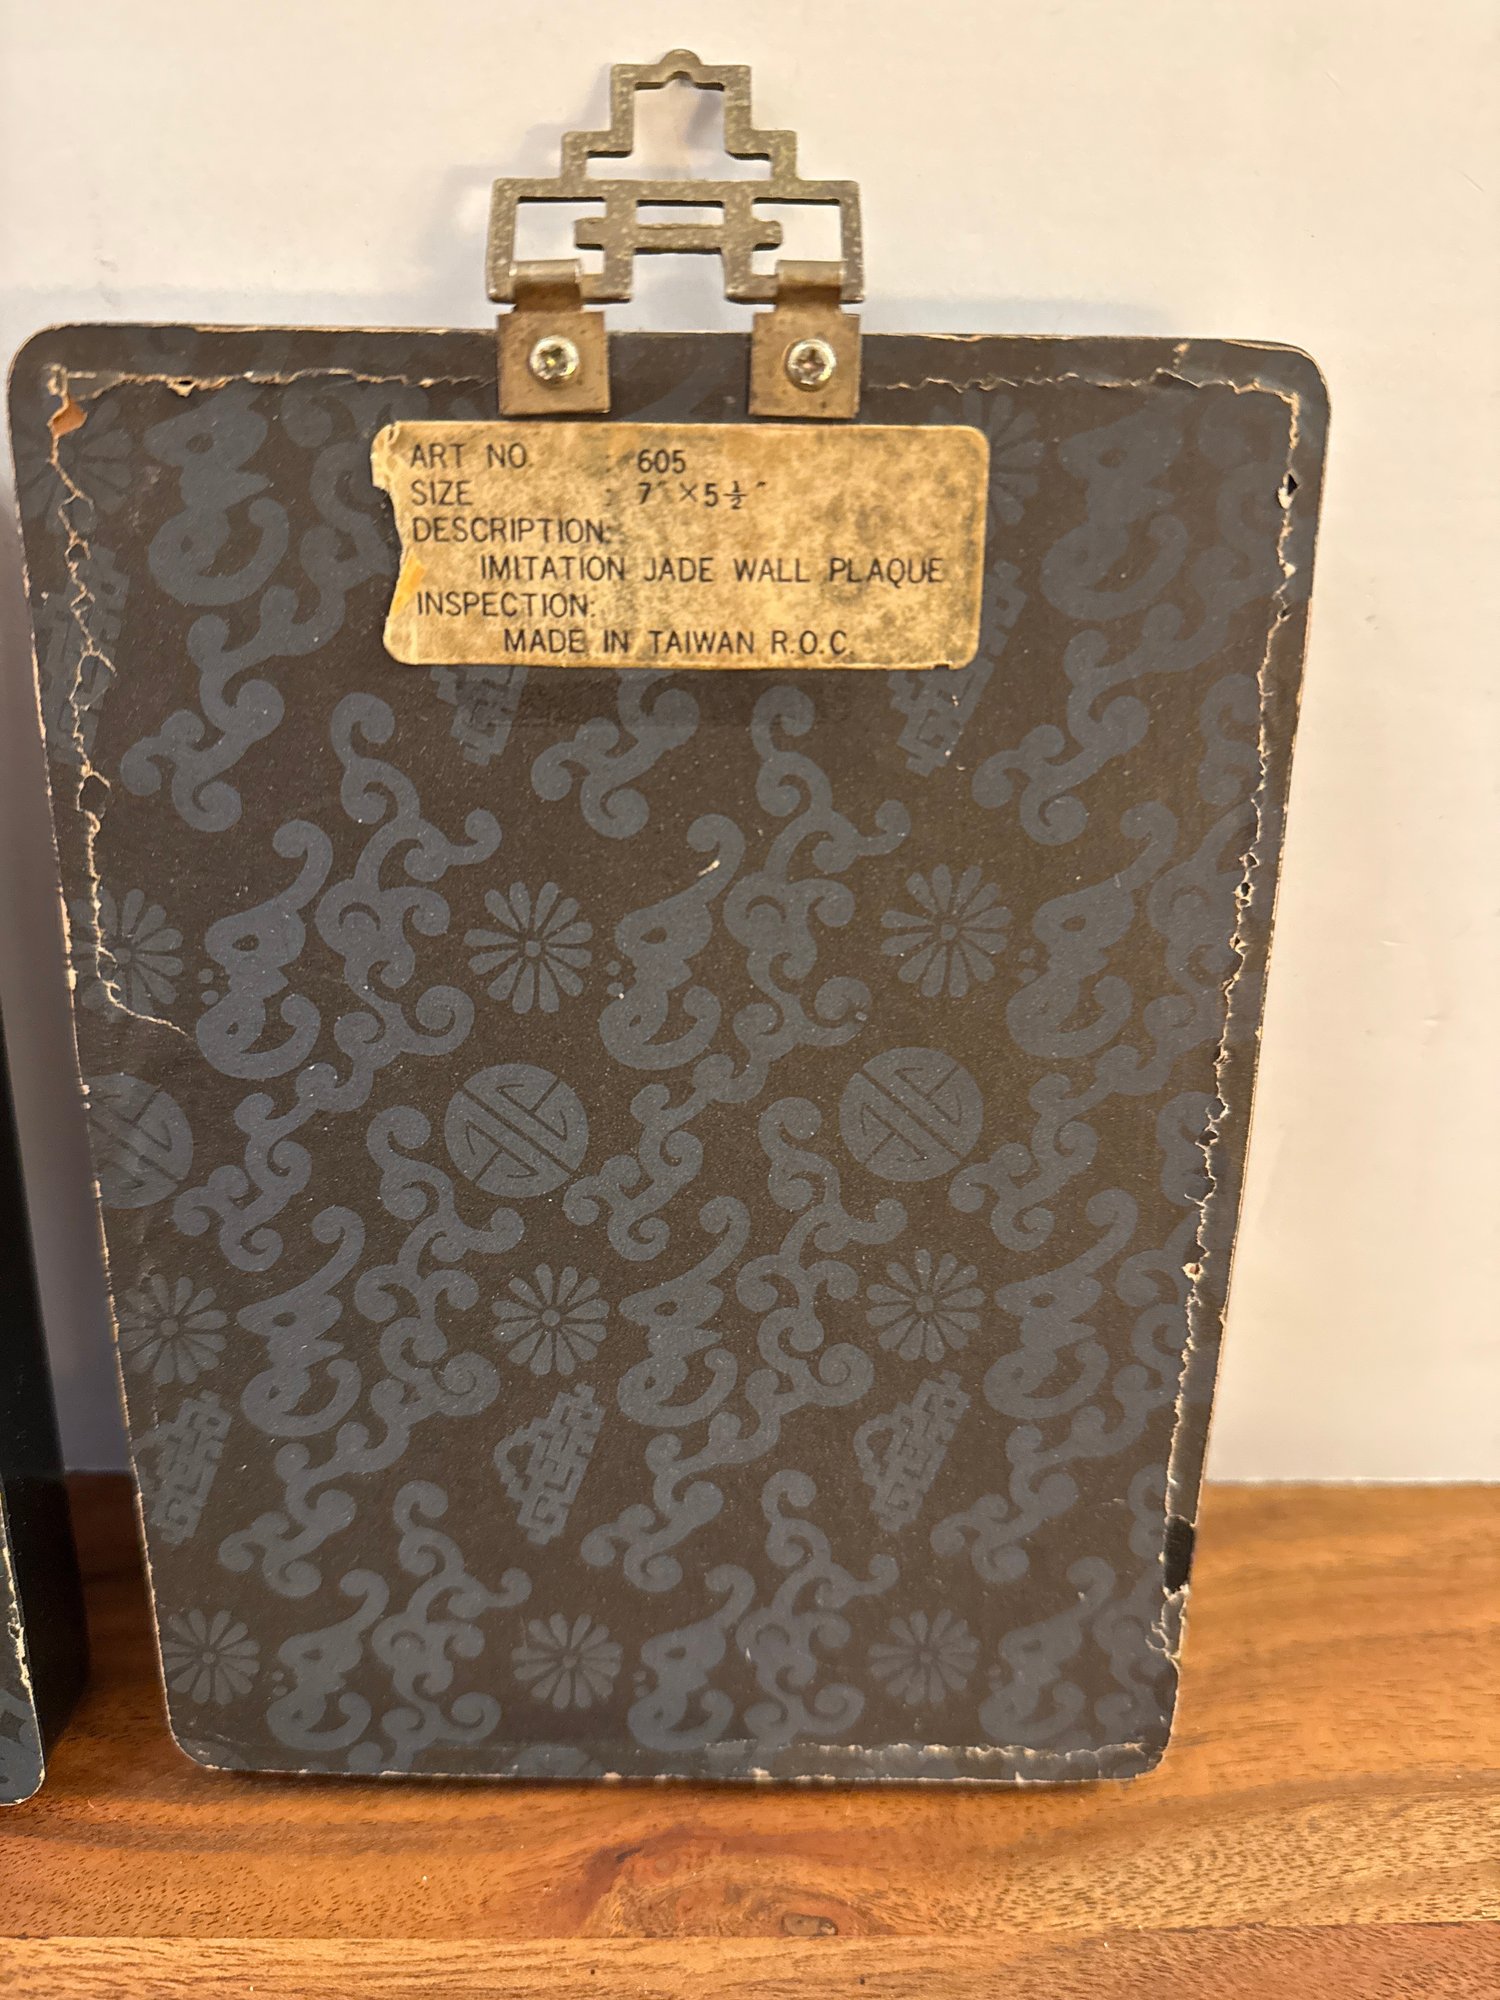 ART NO. : 605
SIZE : 7" × 5½"
DESCRIPTION:
IMITATION JADE WALL PLAQUE
INSPECTION:
MADE IN TAIWAN R.O.C.